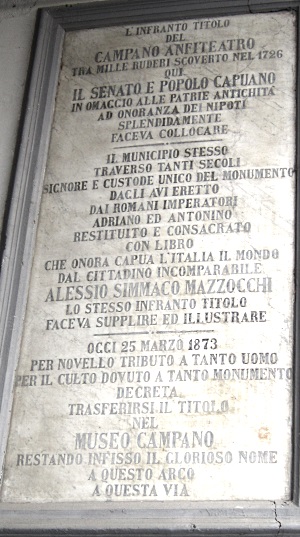 L'INFRANTO TITOLO
DEL
CAMPANO ANFITEATRO
TRA MILLE RUDERI SCOVERTO NEL 1726
QUI
IL SENATO E POPOLO CAPUANO
IN OMAGGIO ALLE PATRIE ANTICHITÀ
AD ONORANZA DEI NIPOTI
SPLENDIDAMENTE
FACEVA COLLOCARE
IL MUNICIPIO STESSO
TRAVERSO TANTI SECOLI
SIGNORE E CUSTODE UNICO DEL MONUMENTO
DAGLI AVI ERETTO
DAI ROMANI IMPERATORI
ADRIANO ED ANTONINO
RESTITUITO E CONSACRATO
CON LIBRO
CHE ONORA CAPUA L'ITALIA IL MONDO
DAL CITTADINO INCOMPARABILE
ALESSIO SIMMACO MAZZOCCHI
LO STESSO INFRANTO TITOLO
FACEVA SUPPLIRE ED ILLUSTRARE
OGGI 25 MARZO 1873
PER NOVELLO TRIBUTO A TANTO UOMO
PER IL CULTO DOVUTO A TANTO MONUMENTO
DECRETA
TRASFERIRSI IL TITOLO
NEL
MUSEO CAMPANO
RESTANDO INFISSO IL GLORIOSO NOME
A QUESTO ARCO
A QUESTA VIA